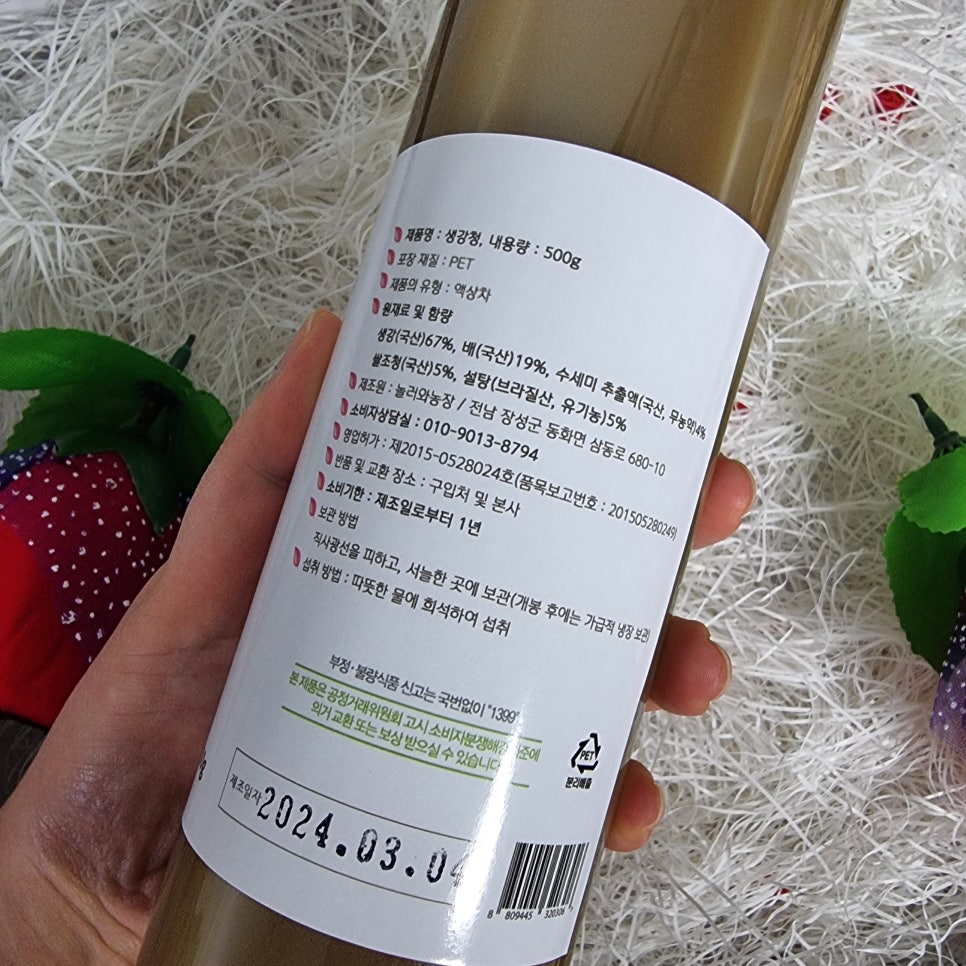 제품명 : 생강청, 내용량 : 500g
포장 재질 : PET
제품의 유형 : 액상차
원재료 및 함량
생강(국산)67%, 배(국산)19%, 수세미 추출액(국산, 무농약)4%
쌀조청(국산)5%, 설탕(브라질산, 유기농)5%
제조원 : 놀러와농장 / 전남 장성군 동화면 삼동로 680-10
소비자상담실 : 010-9013-8794
영업허가 : 제2015-0528024호(품목보고번호 : 201505280249)
반품 및 교환 장소 : 구입처 및 본사
소비기한 : 제조일로부터 1년
보관 방법
직사광선을 피하고, 서늘한 곳에 보관(개봉 후에는 가급적 냉장 보관)
섭취 방법 : 따뜻한 물에 희석하여 섭취
부정·불량식품 신고는 국번없이 "1399"
본 제품은 공정거래위원회 고시 소비자분쟁해결기준에
의거 교환 또는 보상 받으실 수 있습니다
PET
분리배출
제조일자 2024.03.04
8 809445 320306